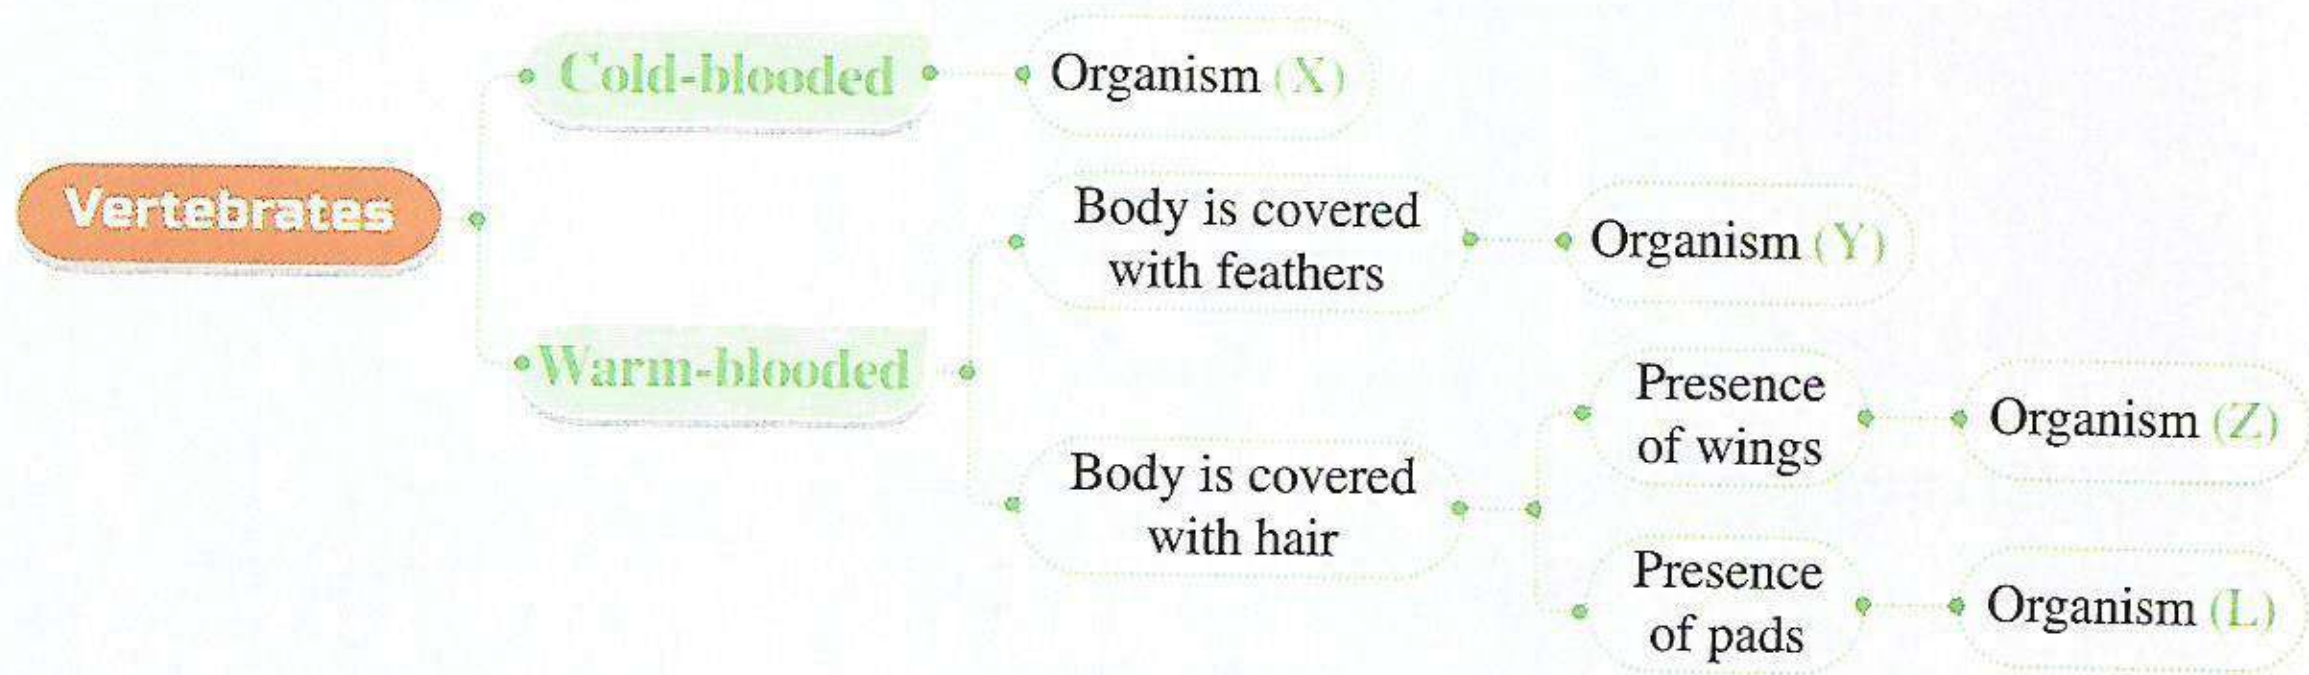 Vertebrates
Cold-blooded
Organism (X)
Warm-blooded
Body is covered
with feathers
Organism (Y)
Body is covered
with hair
Presence
of wings
Organism (Z)
Presence
of pads
Organism (L)